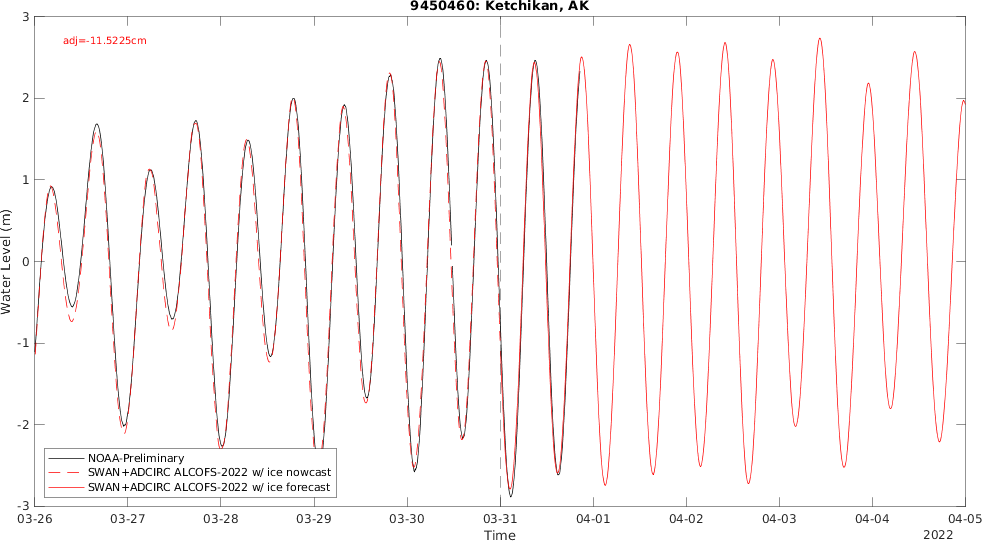 9450460: Ketchikan, AK
adj=-11.5225cm
3
2
1
0
-1
-2
-3
Water Level (m)
NOAA-Preliminary
SWAN+ADCIRC ALCOFS-2022 w/ ice nowcast
SWAN+ADCIRC ALCOFS-2022 w/ ice forecast
03-26 03-27 03-28 03-29 03-30 03-31 04-01 04-02 04-03 04-04 04-05
Time
2022